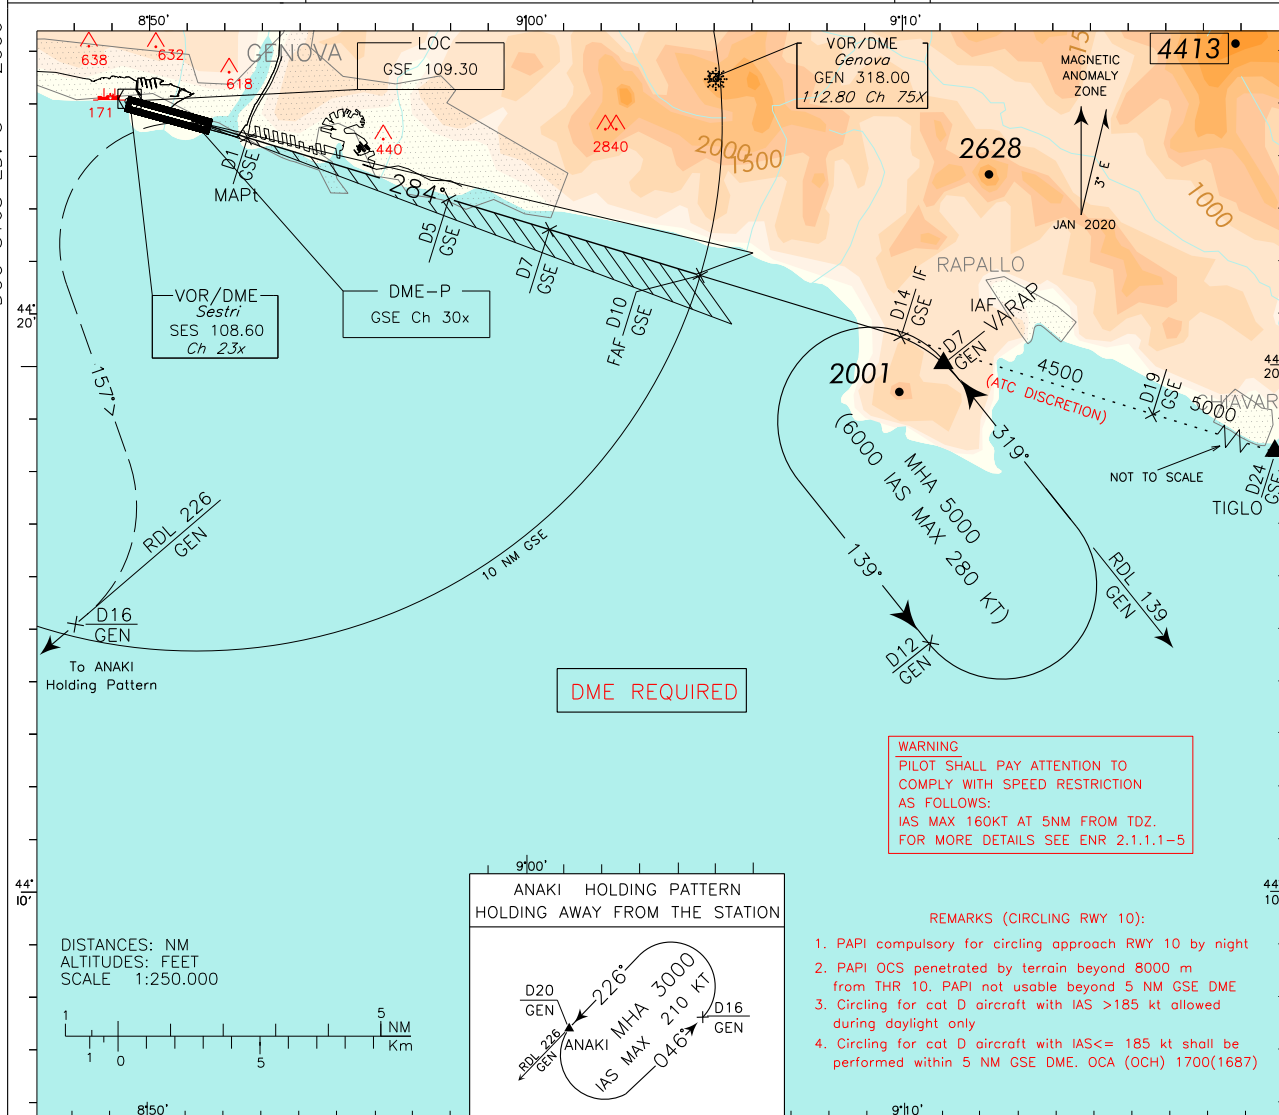 8°50'
9°00'
9°10'
638
632
618
171
GENOVA
LOC
GSE 109.30
VOR/DME
Genova
GEN 318.00
112.80 Ch 75X
MAGNETIC
ANOMALY
ZONE
4413
440
2840
2000
1500
2628
3° E
JAN 2020
1000
D1
GSE
MAPt
284°
D5
GSE
D7
GSE
FAF D10
GSE
VOR/DME
Sestri
SES 108.60
Ch 23x
DME-P
GSE Ch 30x
RAPALLO
D14 IF
GSE
IAF
VARAP
D7
GEN
44°
20'
2001
4500
(ATC DISCRETION)
D19
GSE
5000
CHIAVAR
44
20
157°
319°
MHA 5000
(6000 IAS MAX 280 KT)
NOT TO SCALE
D24
GSE
TIGLO
RDL 226
GEN
10 NM GSE
139°
RDL 139
GEN
D12
GEN
D16
GEN
To ANAKI
Holding Pattern
DME REQUIRED
WARNING
PILOT SHALL PAY ATTENTION TO
COMPLY WITH SPEED RESTRICTION
AS FOLLOWS:
IAS MAX 160KT AT 5NM FROM TDZ.
FOR MORE DETAILS SEE ENR 2.1.1.1-5
9°00'
44°
10'
44
10
ANAKI HOLDING PATTERN
HOLDING AWAY FROM THE STATION
D20
GEN
226°
MHA 3000
IAS MAX 210 KT
046°
D16
GEN
ANAKI
RDL 226
GEN
DISTANCES: NM
ALTITUDES: FEET
SCALE 1:250.000
1
5
NM
Km
1
0
5
REMARKS (CIRCLING RWY 10):
1. PAPI compulsory for circling approach RWY 10 by night
2. PAPI OCS penetrated by terrain beyond 8000 m
from THR 10. PAPI not usable beyond 5 NM GSE DME
3. Circling for cat D aircraft with IAS >185 kt allowed
during daylight only
4. Circling for cat D aircraft with IAS<= 185 kt shall be
performed within 5 NM GSE DME. OCA (OCH) 1700(1687)
8°50'
9°10'